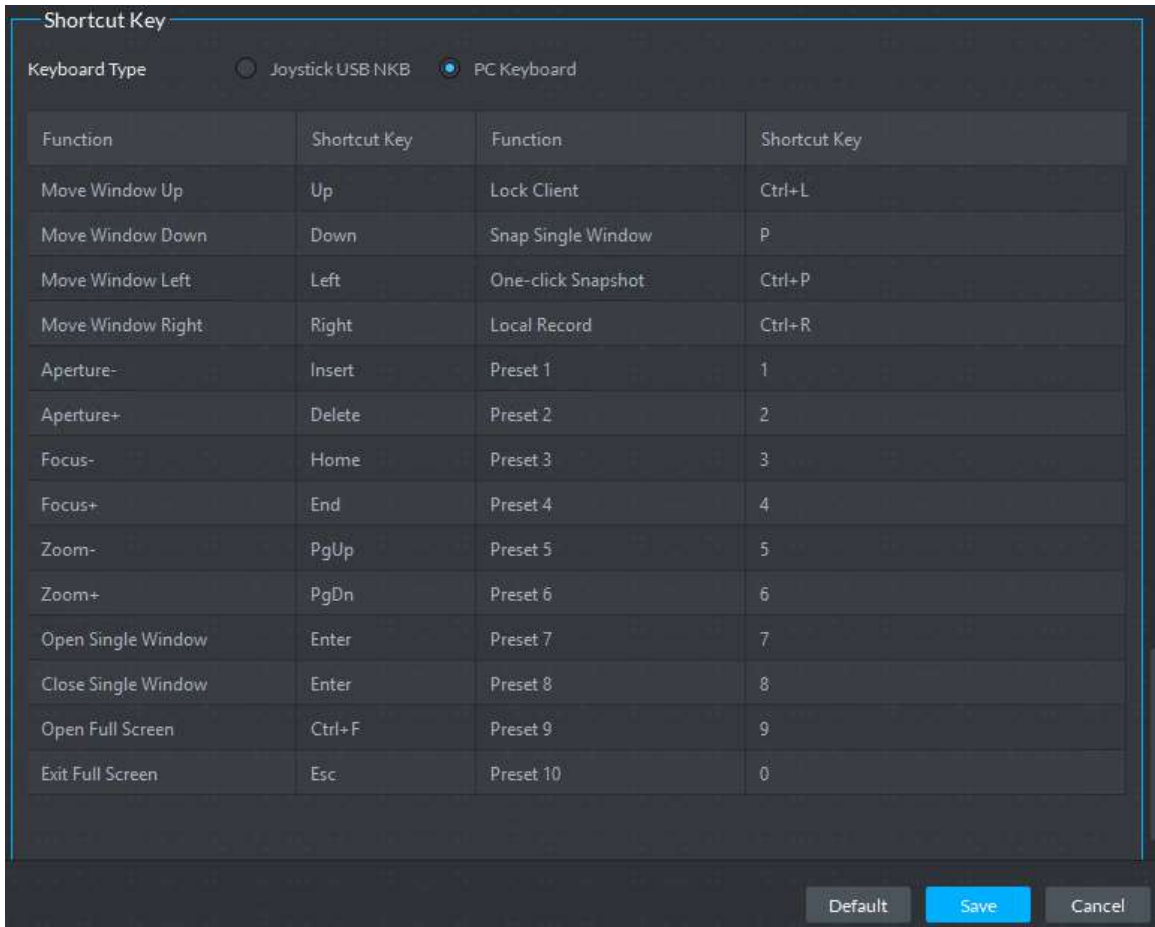 Shortcut Key
Keyboard Type Joystick USB NKB PC Keyboard
Function Shortcut Key Function Shortcut Key
Move Window Up Up Lock Client Ctrl+L
Move Window Down Down Snap Single Window P
Move Window Left Left One-click Snapshot Ctrl+P
Move Window Right Right Local Record Ctrl+R
Aperture- Insert Preset 1 1
Aperture+ Delete Preset 2 2
Focus- Home Preset 3 3
Focus+ End Preset 4 4
Zoom- PgUp Preset 5 5
Zoom+ PgDn Preset 6 6
Open Single Window Enter Preset 7 7
Close Single Window Enter Preset 8 8
Open Full Screen Ctrl+F Preset 9 9
Exit Full Screen Esc Preset 10 0
Default Save Cancel